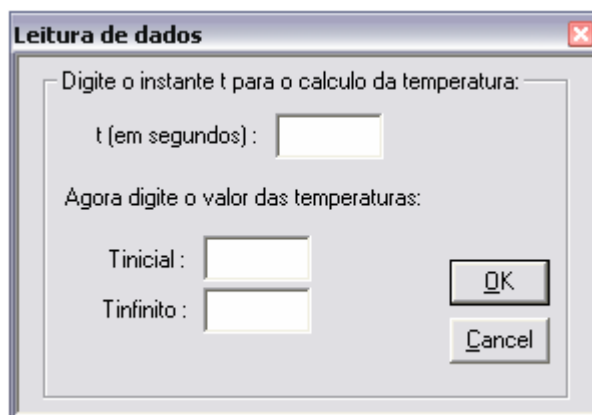 Leitura de dados
Digite o instante t para o calculo da temperatura:
t (em segundos) :
Agora digite o valor das temperaturas:
Tinicial :
OK
Tinfinito :
Cancel